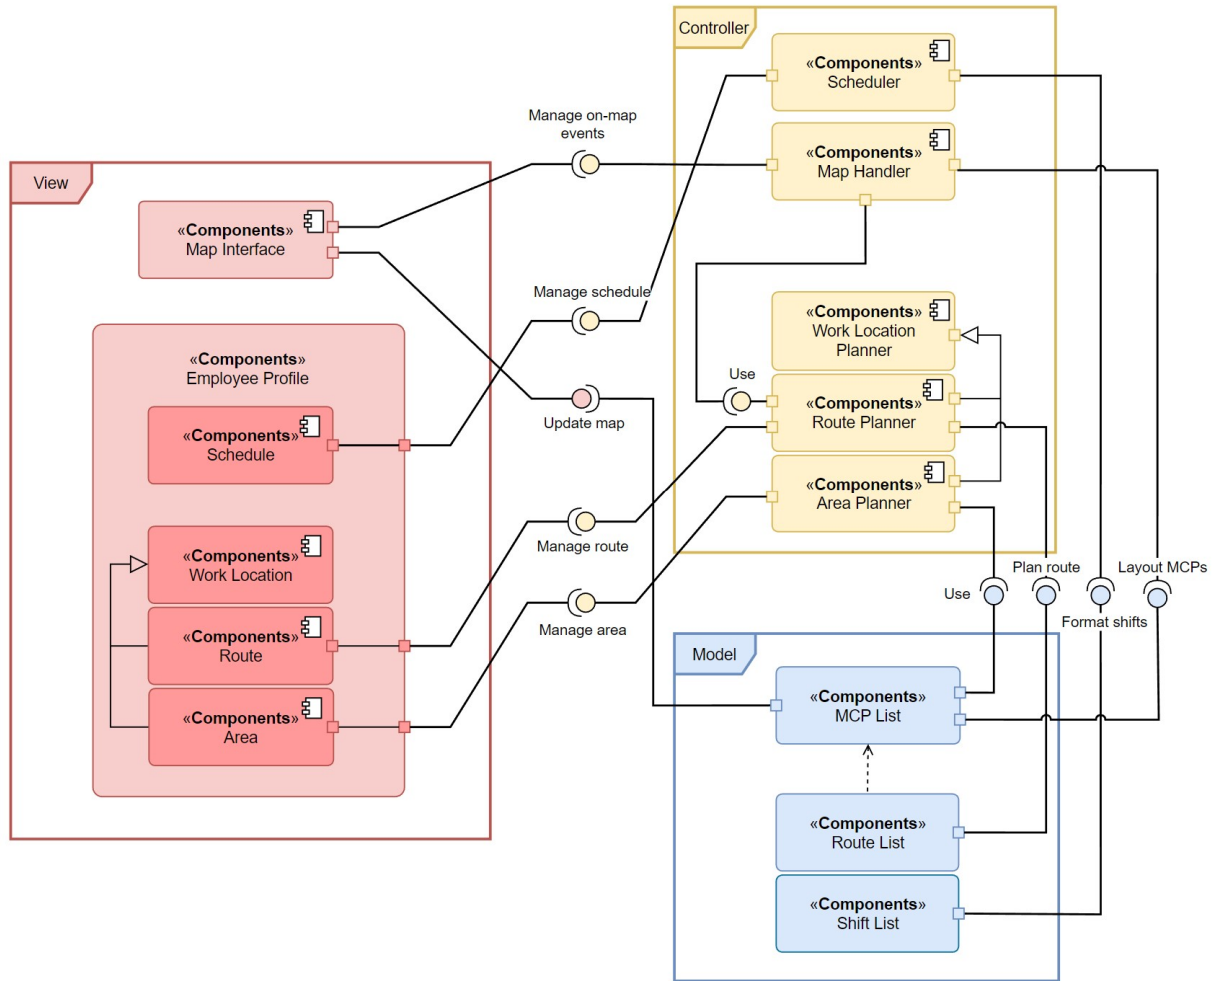 Controller
«Components»
Scheduler
Manage on-map
events
«Components»
Map Handler
View
«Components»
Map Interface
Manage schedule
«Components»
Work Location
Planner
«Components»
Employee Profile
Use
«Components»
Route Planner
Update map
«Components»
Schedule
«Components»
Area Planner
Manage route
«Components»
Work Location
Plan route
Layout MCPs
Use
Format shifts
Manage area
«Components»
Route
Model
«Components»
MCP List
«Components»
Area
«Components»
Route List
«Components»
Shift List